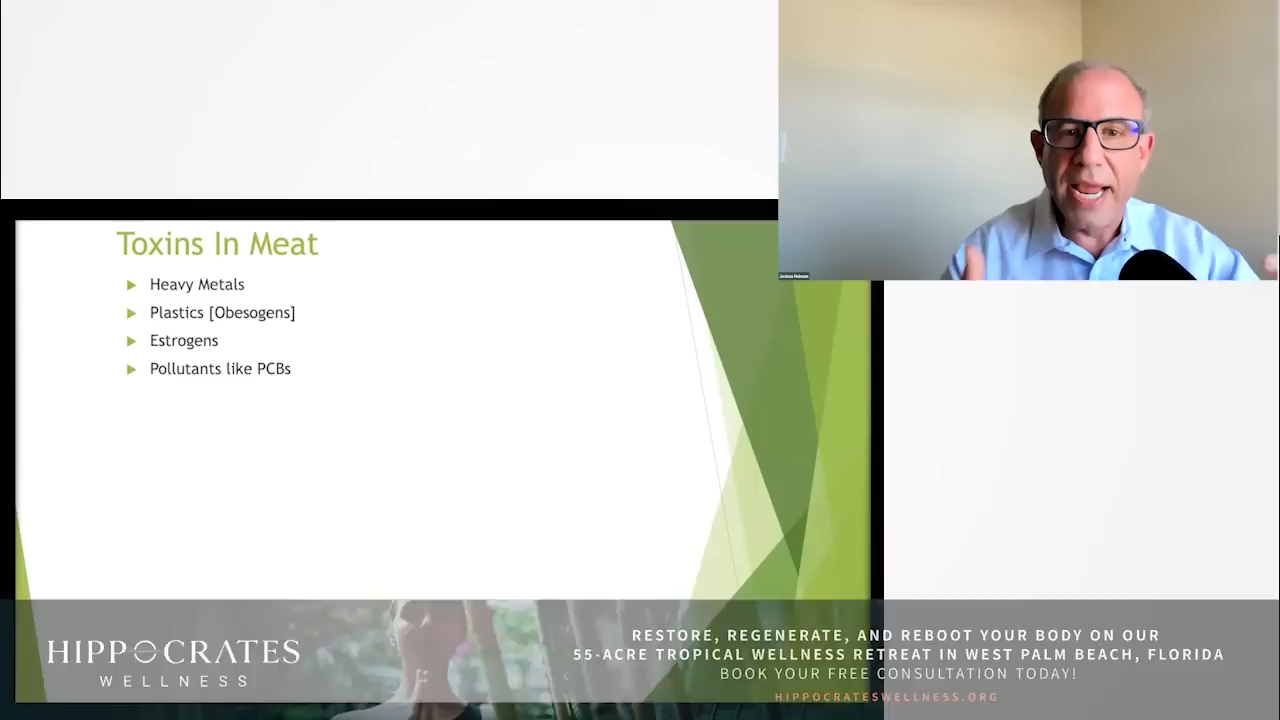 Toxins In Meat
Heavy Metals
Plastics [Obesogens]
Estrogens
Pollutants like PCBs
Joshua Helman
HIPPOCRATES
WELLNESS
RESTORE, REGENERATE, AND REBOOT YOUR BODY ON OUR
55-ACRE TROPICAL WELLNESS RETREAT IN WEST PALM BEACH, FLORIDA
BOOK YOUR FREE CONSULTATION TODAY!
HIPPOCRATESWELLNESS.ORG